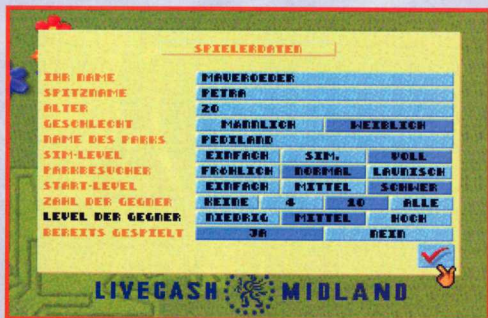 SPIELERDATEN
IHR NAME MAUEROEDER
SPITZNAME PETRA
ALTER 20
GESCHLECHT MÄNNLICH WEIBLICH
NAME DES PARKS PEDILAND
SIM-LEVEL EINFACH SIM. VOLL
PARKBESUCHER FRÖHLICH NORMAL LAUNISCH
START-LEVEL EINFACH MITTEL SCHWER
ZAHL DER GEGNER KEINE 4 10 ALLE
LEVEL DER GEGNER NIEDRIG MITTEL HOCH
BEREITS GESPIELT JA NEIN
LIVECASH MIDLAND